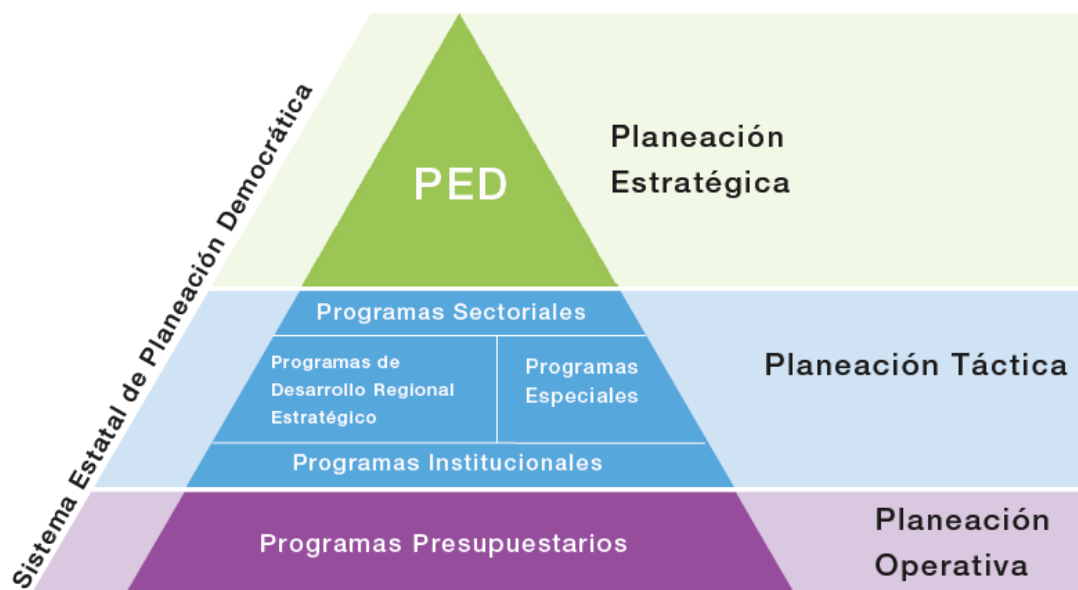 Sistema Estatal de Planeación Democrática
PED
Planeación
Estratégica
Programas Sectoriales
Programas de
Desarrollo Regional
Estratégico
Programas
Especiales
Programas Institucionales
Planeación Táctica
Programas Presupuestarios
Planeación
Operativa